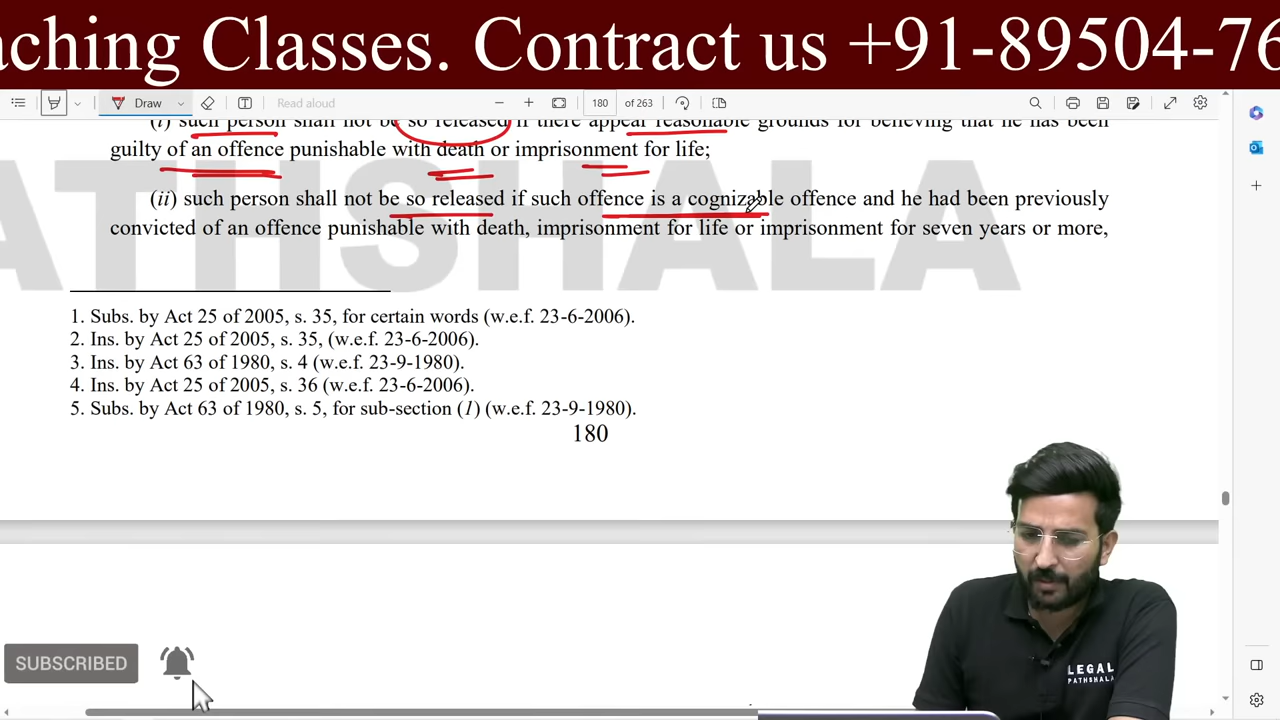 aching Classes. Contract us +91-89504-76
Draw
Read aloud
180 of 263
(i) such person shall not be so released if there appear reasonable grounds for believing that he has been
guilty of an offence punishable with death or imprisonment for life;
(ii) such person shall not be so released if such offence is a cognizable offence and he had been previously
convicted of an offence punishable with death, imprisonment for life or imprisonment for seven years or more,
ATHSHALA
1. Subs. by Act 25 of 2005, s. 35, for certain words (w.e.f. 23-6-2006).
2. Ins. by Act 25 of 2005, s. 35, (w.e.f. 23-6-2006).
3. Ins. by Act 63 of 1980, s. 4 (w.e.f. 23-9-1980).
4. Ins. by Act 25 of 2005, s. 36 (w.e.f. 23-6-2006).
5. Subs. by Act 63 of 1980, s. 5, for sub-section (1) (w.e.f. 23-9-1980).
180
SUBSCRIBED
LEGAL
PATHSHALA